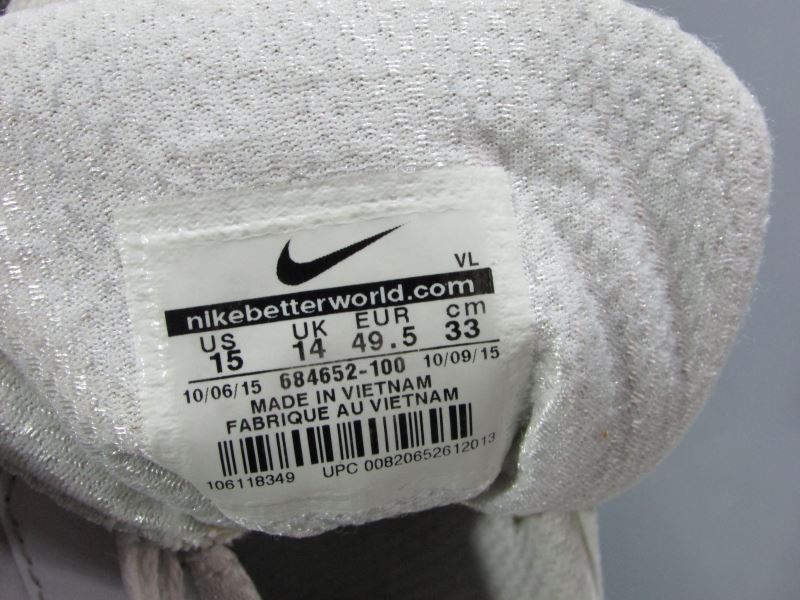 VL
nikebetterworld.com
US UK EUR cm
15 14 49.5 33
10/06/15 684652-100 10/09/15
MADE IN VIETNAM
FABRIQUE AU VIETNAM
106118349 UPC 00820652612013